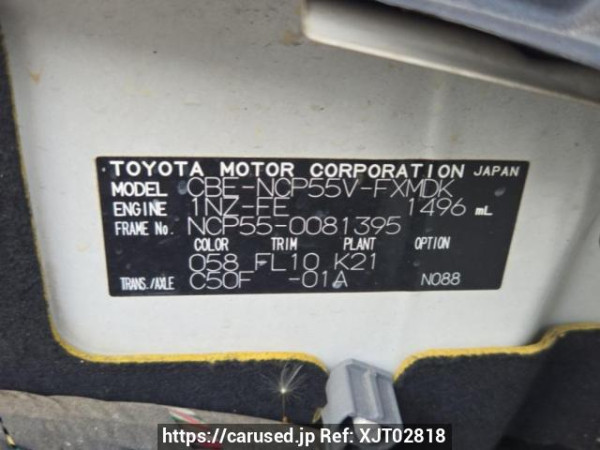 TOYOTA MOTOR CORPORATION JAPAN
MODEL CBE-NCP55V-FXMDK
ENGINE 1NZ-FE 1496 mL
FRAME No. NCP55-0081395
COLOR TRIM PLANT OPTION
058 FL10 K21
TRANS./AXLE C50F -01A N088
https://carused.jp Ref: XJT02818